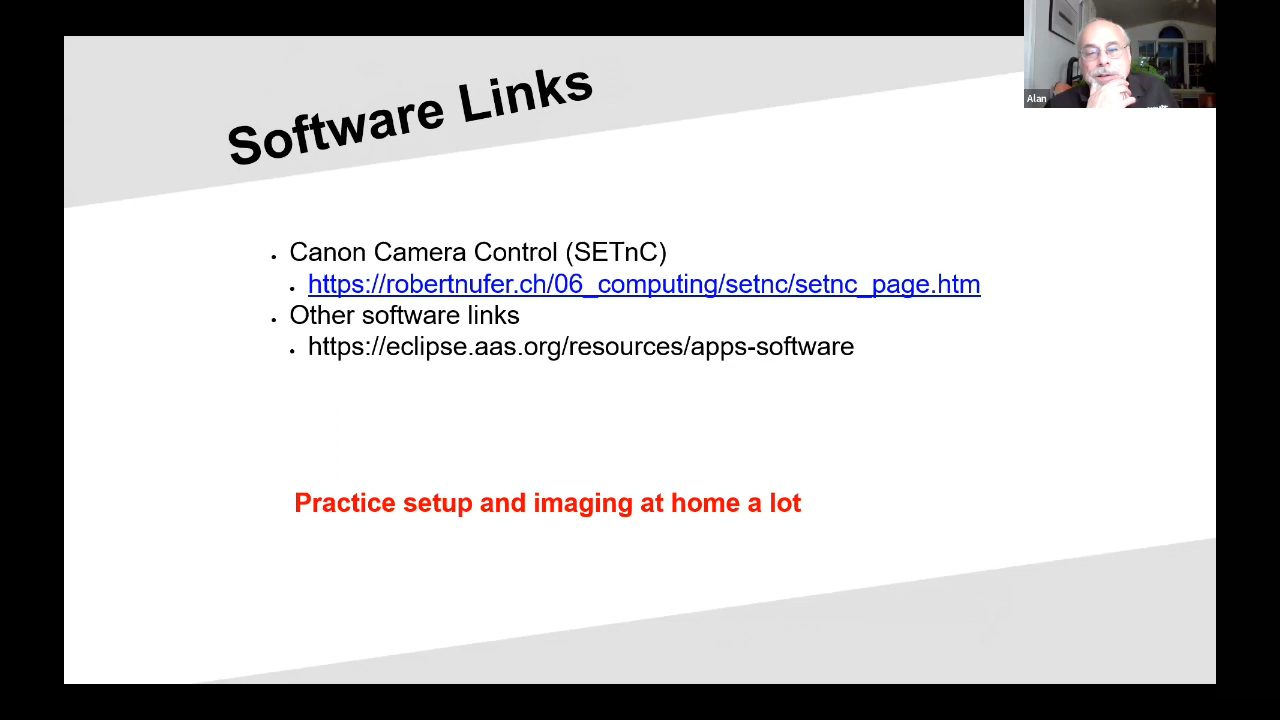 Software Links
Alan
Canon Camera Control (SETnC)
https://robertnufer.ch/06_computing/setnc/setnc_page.htm
Other software links
https://eclipse.aas.org/resources/apps-software
Practice setup and imaging at home a lot